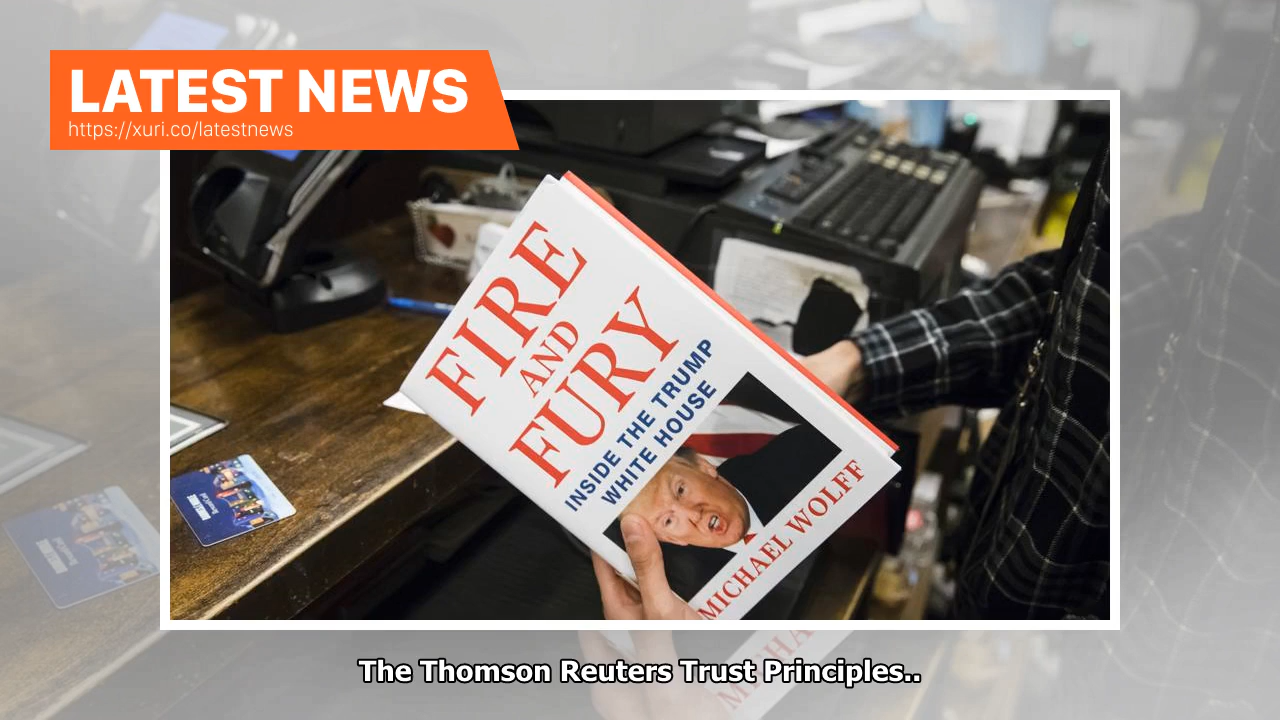 LATEST NEWS
https://xuri.co/latestnews
FIRE
AND
FURY
INSIDE THE TRUMP
WHITE HOUSE
MICHAEL WOLFF
The Thomson Reuters Trust Principles..